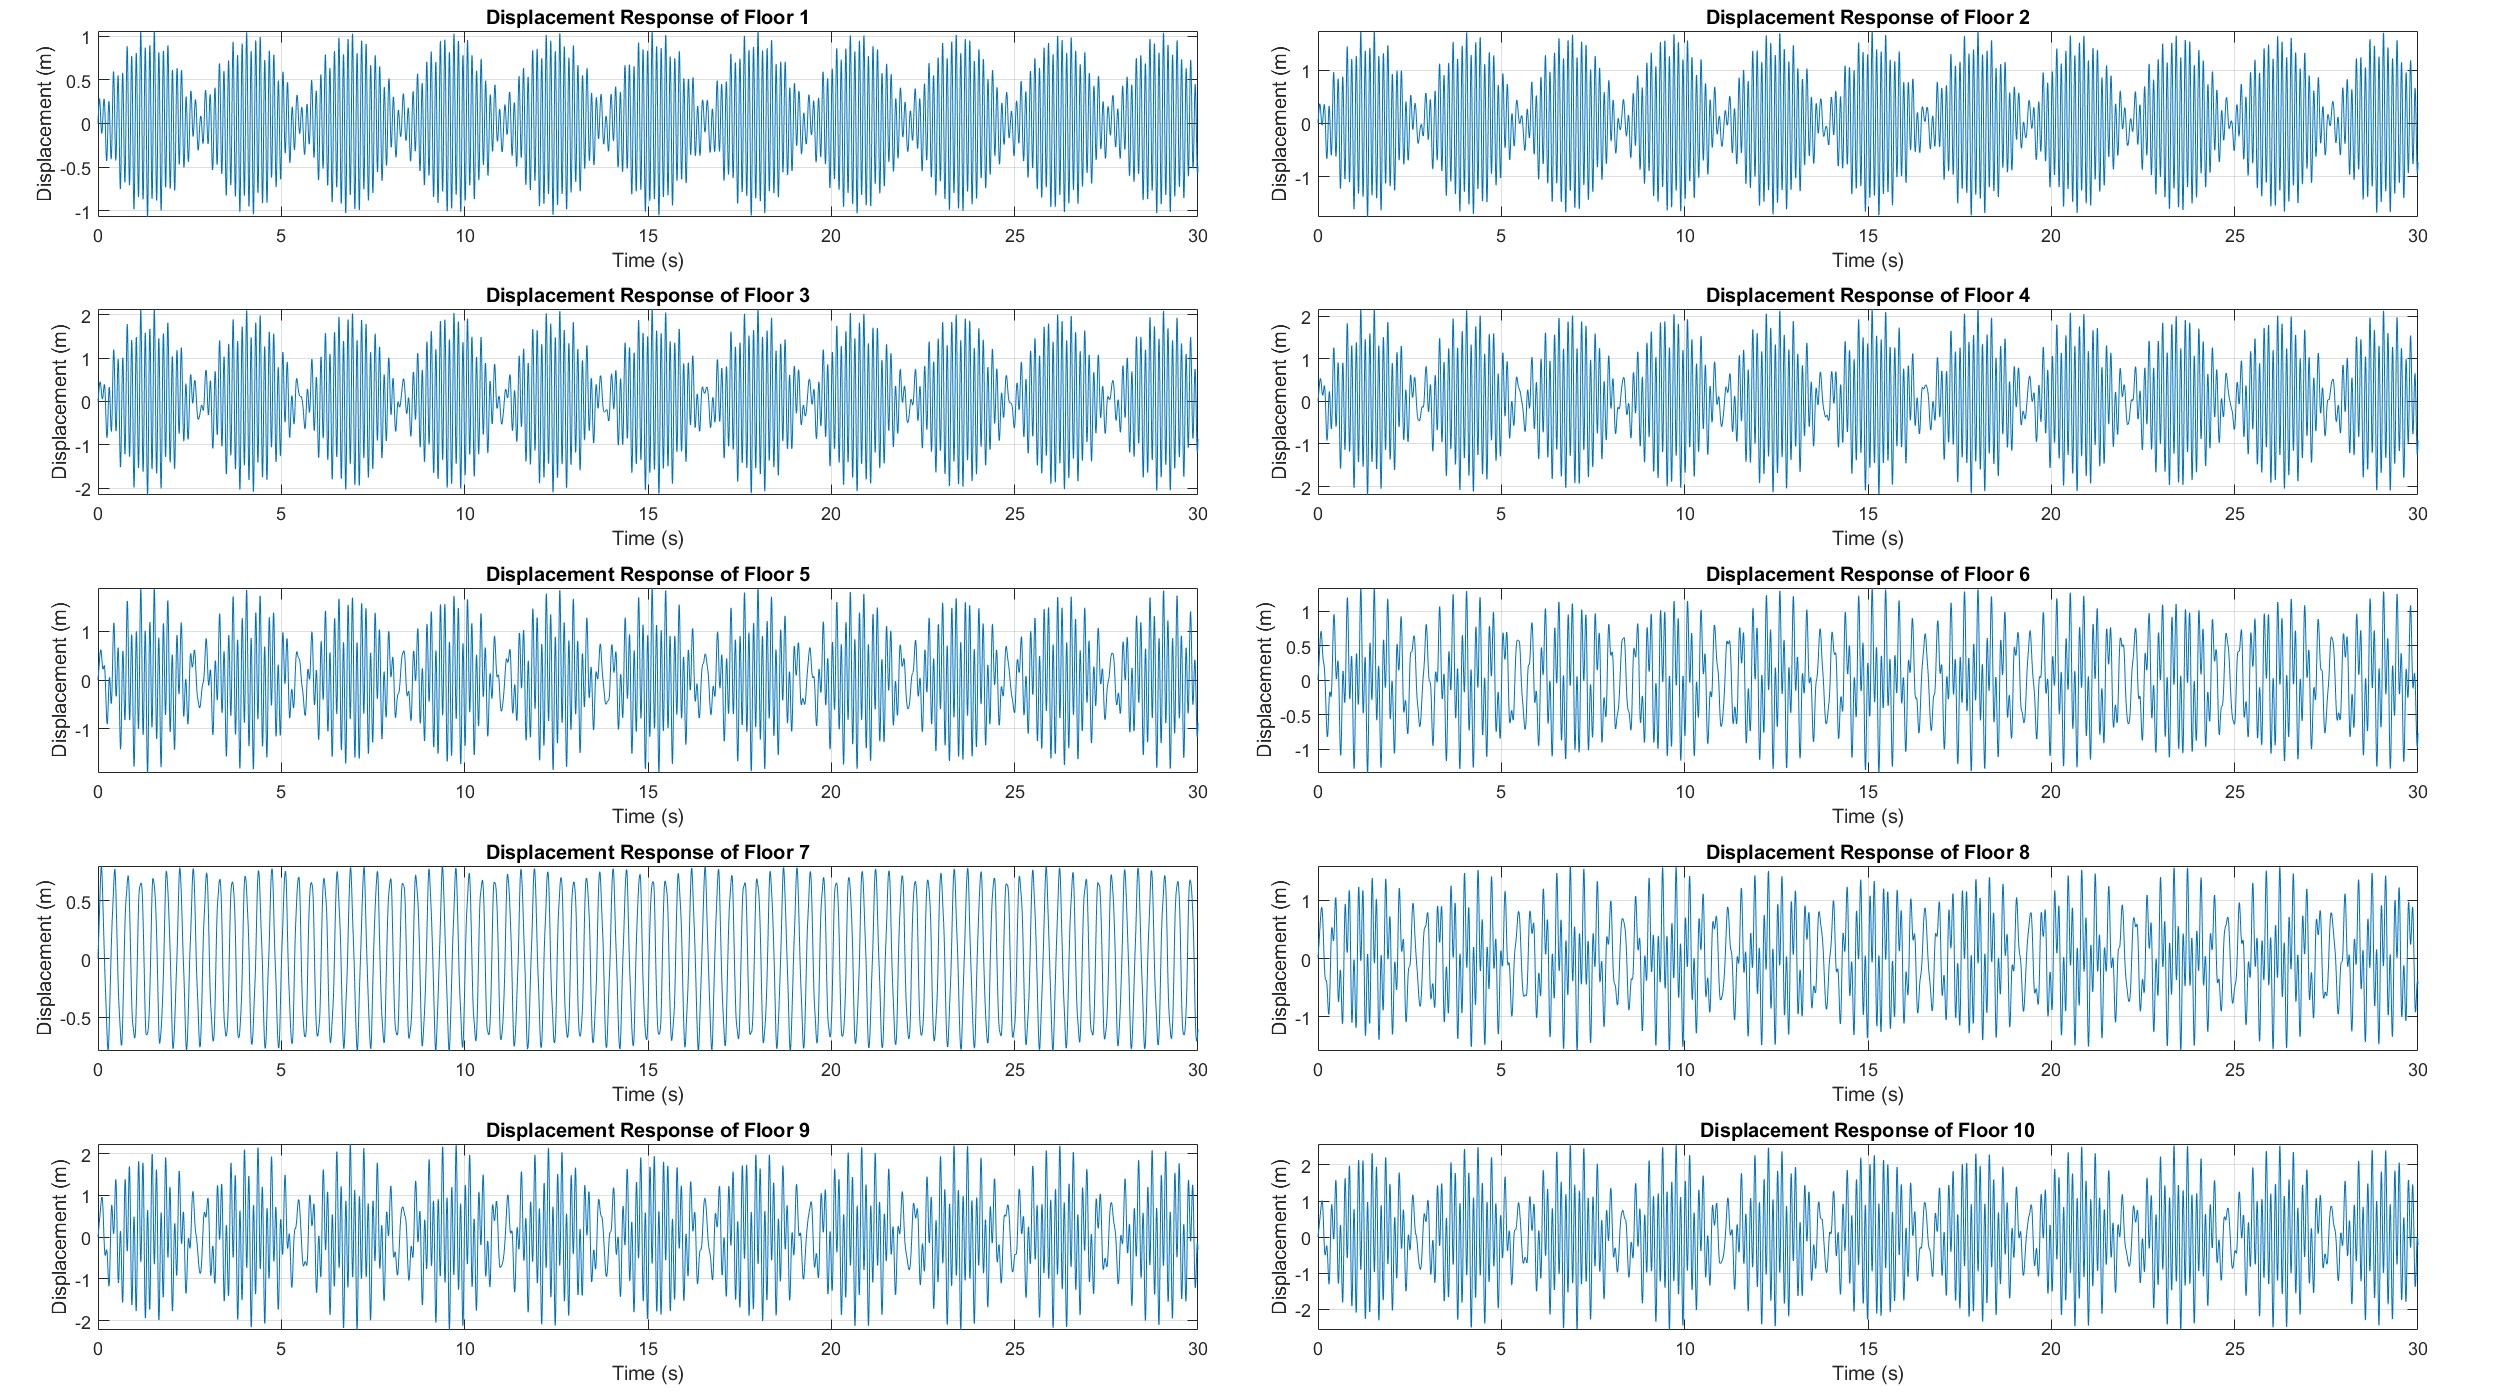 Displacement Response of Floor 1
Displacement (m)
1
0.5
0
-0.5
-1
0 5 10 15 20 25 30
Time (s)
Displacement Response of Floor 2
Displacement (m)
1
0
-1
0 5 10 15 20 25 30
Time (s)
Displacement Response of Floor 3
Displacement (m)
2
1
0
-1
-2
0 5 10 15 20 25 30
Time (s)
Displacement Response of Floor 4
Displacement (m)
2
1
0
-1
-2
0 5 10 15 20 25 30
Time (s)
Displacement Response of Floor 5
Displacement (m)
1
0
-1
0 5 10 15 20 25 30
Time (s)
Displacement Response of Floor 6
Displacement (m)
1
0.5
0
-0.5
-1
0 5 10 15 20 25 30
Time (s)
Displacement Response of Floor 7
Displacement (m)
0.5
0
-0.5
0 5 10 15 20 25 30
Time (s)
Displacement Response of Floor 8
Displacement (m)
1
0
-1
0 5 10 15 20 25 30
Time (s)
Displacement Response of Floor 9
Displacement (m)
2
1
0
-1
-2
0 5 10 15 20 25 30
Time (s)
Displacement Response of Floor 10
Displacement (m)
2
1
0
-1
-2
0 5 10 15 20 25 30
Time (s)